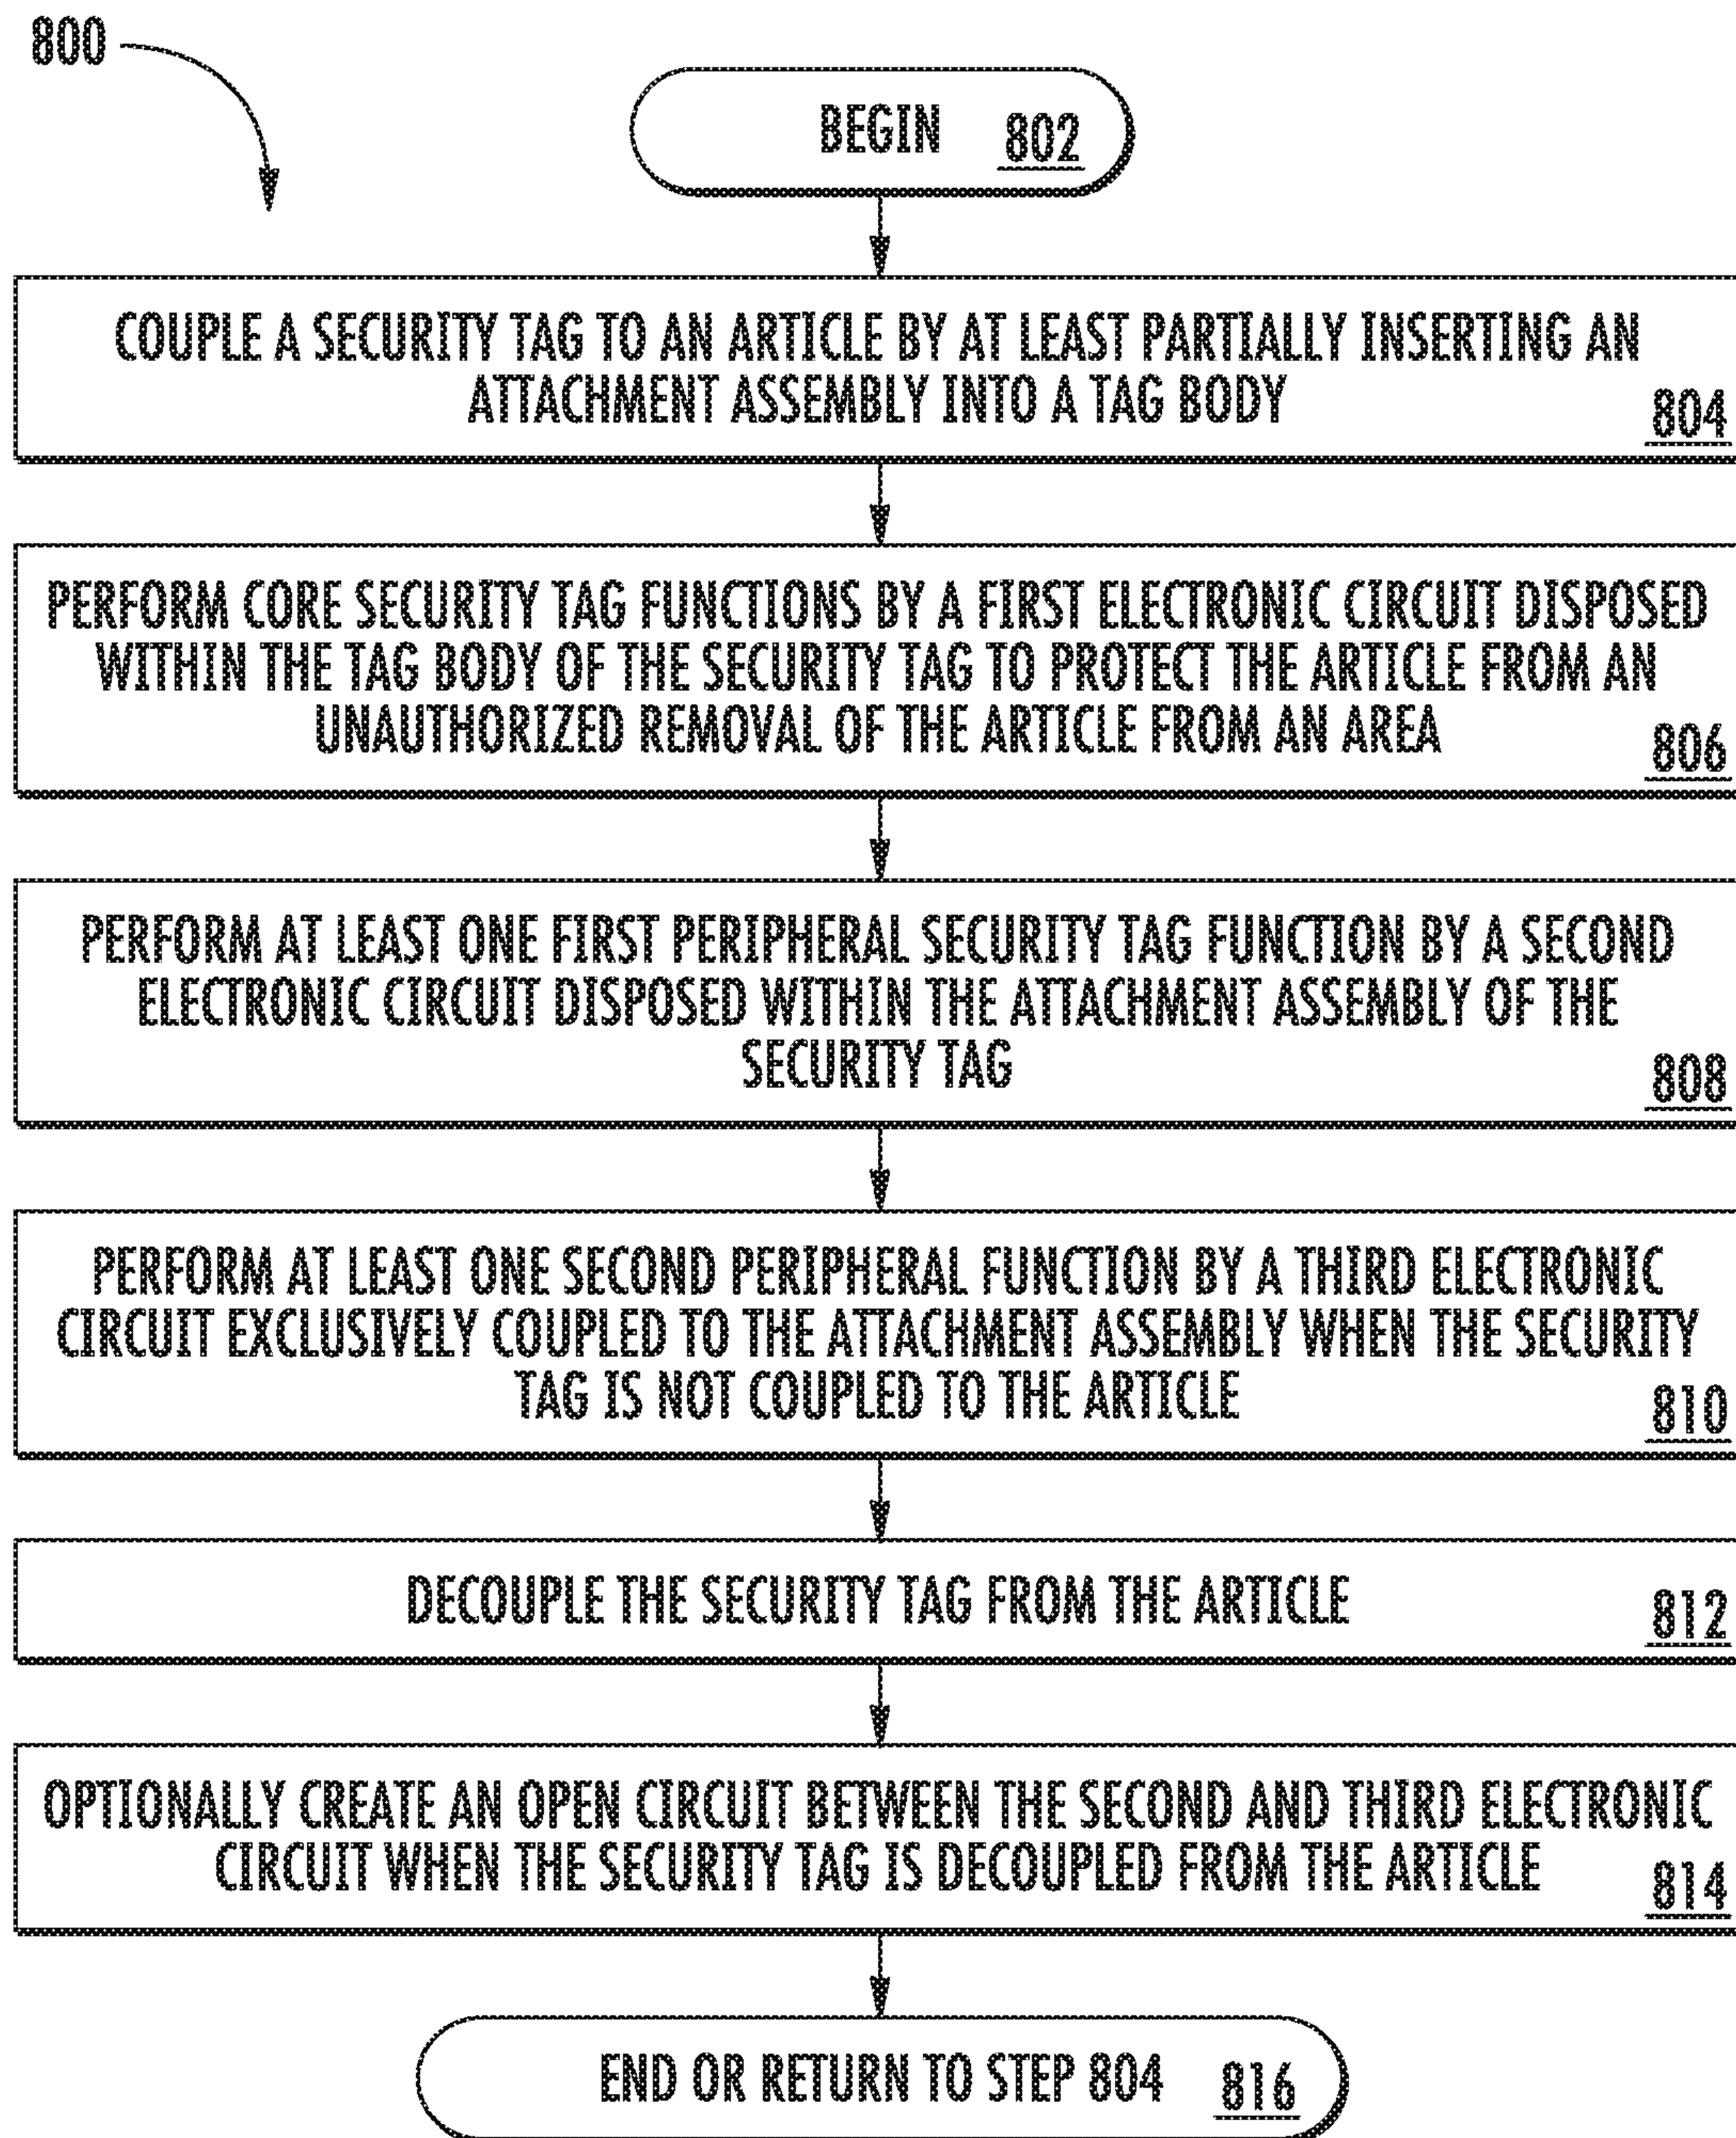 800
BEGIN 802
COUPLE A SECURITY TAG TO AN ARTICLE BY AT LEAST PARTIALLY INSERTING AN
ATTACHMENT ASSEMBLY INTO A TAG BODY
804
PERFORM CORE SECURITY TAG FUNCTIONS BY A FIRST ELECTRONIC CIRCUIT DISPOSED
WITHIN THE TAG BODY OF THE SECURITY TAG TO PROTECT THE ARTICLE FROM AN
UNAUTHORIZED REMOVAL OF THE ARTICLE FROM AN AREA
806
PERFORM AT LEAST ONE FIRST PERIPHERAL SECURITY TAG FUNCTION BY A SECOND
ELECTRONIC CIRCUIT DISPOSED WITHIN THE ATTACHMENT ASSEMBLY OF THE
SECURITY TAG
808
PERFORM AT LEAST ONE SECOND PERIPHERAL FUNCTION BY A THIRD ELECTRONIC
CIRCUIT EXCLUSIVELY COUPLED TO THE ATTACHMENT ASSEMBLY WHEN THE SECURITY
TAG IS NOT COUPLED TO THE ARTICLE
810
DECOUPLE THE SECURITY TAG FROM THE ARTICLE
812
OPTIONALLY CREATE AN OPEN CIRCUIT BETWEEN THE SECOND AND THIRD ELECTRONIC
CIRCUIT WHEN THE SECURITY TAG IS DECOUPLED FROM THE ARTICLE
814
END OR RETURN TO STEP 804 816